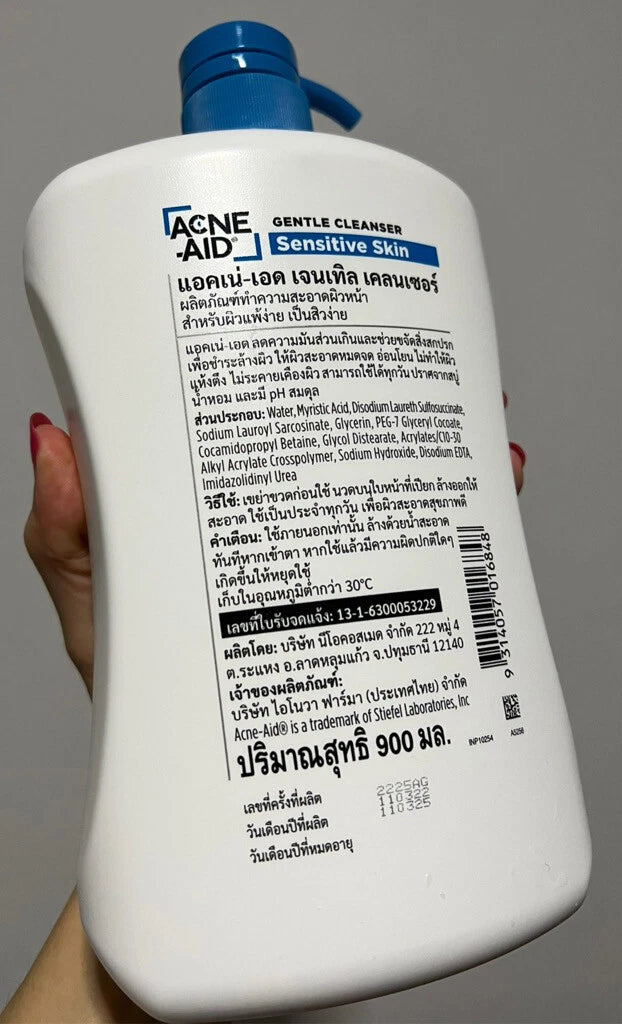 ACNE
-AID®
GENTLE CLEANSER
Sensitive Skin
แอคเน่-เอด เจนเทิล เคลนเซอร์
ผลิตภัณฑ์ทำความสะอาดผิวหน้า
สำหรับผิวแพ้ง่าย เป็นสิวง่าย
แอคเน่-เอด ลดความมันส่วนเกินและช่วยขจัดสิ่งสกปรก
เพื่อชำระล้างผิว ให้ผิวสะอาดหมดจด อ่อนโยน ไม่ทำให้ผิว
แห้งตึง ไม่ระคายเคืองผิว สามารถใช้ได้ทุกวัน ปราศจากสบู่
น้ำหอม และมี pH สมดุล
ส่วนประกอบ: Water, Myristic Acid, Disodium Laureth Sulfosuccinate,
Sodium Lauroyl Sarcosinate, Glycerin, PEG-7 Glyceryl Cocoate,
Cocamidopropyl Betaine, Glycol Distearate, Acrylates/C10-30
Alkyl Acrylate Crosspolymer, Sodium Hydroxide, Disodium EDTA,
Imidazolidinyl Urea
วิธีใช้: เขย่าขวดก่อนใช้ นวดบนใบหน้าที่เปียก ล้างออกให้
สะอาด ใช้เป็นประจำทุกวัน เพื่อผิวสะอาดสุขภาพดี
คำเตือน: ใช้ภายนอกเท่านั้น ล้างด้วยน้ำสะอาด
ทันทีหากเข้าตา หากใช้แล้วมีความผิดปกติใดๆ
เกิดขึ้นให้หยุดใช้
เก็บในอุณหภูมิต่ำกว่า 30°C
เลขที่ใบรับจดแจ้ง: 13-1-6300053229
ผลิตโดย: บริษัท นีโอคอสเมด จำกัด 222 หมู่ 4
ต.ระแหง อ.ลาดหลุมแก้ว จ.ปทุมธานี 12140
เจ้าของผลิตภัณฑ์:
บริษัท ไอโนวา ฟาร์มา (ประเทศไทย) จำกัด
Acne-Aid® is a trademark of Stiefel Laboratories, Inc
ปริมาณสุทธิ 900 มล.
9 314057 016848
INP10254
A5258
เลขที่ครั้งที่ผลิต 2225AG
วันเดือนปีที่ผลิต 110322
วันเดือนปีที่หมดอายุ 110325